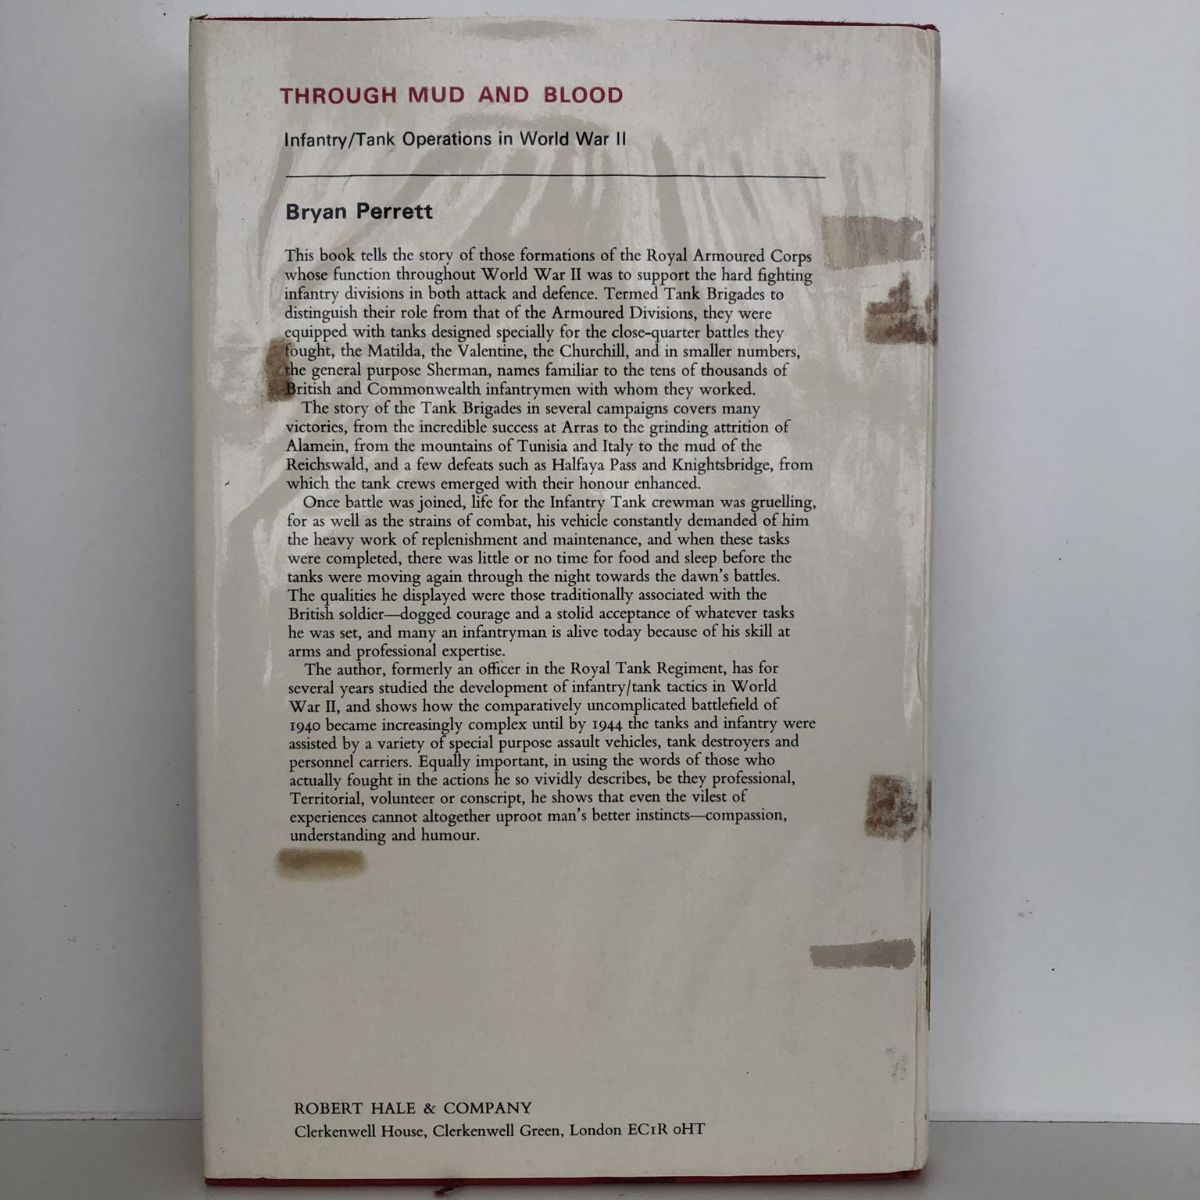 THROUGH MUD AND BLOOD
Infantry/Tank Operations in World War II
Bryan Perrett
This book tells the story of those formations of the Royal Armoured Corps
whose function throughout World War II was to support the hard fighting
infantry divisions in both attack and defence. Termed Tank Brigades to
distinguish their role from that of the Armoured Divisions, they were
equipped with tanks designed specially for the close-quarter battles they
fought, the Matilda, the Valentine, the Churchill, and in smaller numbers,
the general purpose Sherman, names familiar to the tens of thousands of
British and Commonwealth infantrymen with whom they worked.
The story of the Tank Brigades in several campaigns covers many
victories, from the incredible success at Arras to the grinding attrition of
Alamein, from the mountains of Tunisia and Italy to the mud of the
Reichswald, and a few defeats such as Halfaya Pass and Knightsbridge, from
which the tank crews emerged with their honour enhanced.
Once battle was joined, life for the Infantry Tank crewman was gruelling,
for as well as the strains of combat, his vehicle constantly demanded of him
the heavy work of replenishment and maintenance, and when these tasks
were completed, there was little or no time for food and sleep before the
tanks were moving again through the night towards the dawn's battles.
The qualities he displayed were those traditionally associated with the
British soldier—dogged courage and a stolid acceptance of whatever tasks
he was set, and many an infantryman is alive today because of his skill at
arms and professional expertise.
The author, formerly an officer in the Royal Tank Regiment, has for
several years studied the development of infantry/tank tactics in World
War II, and shows how the comparatively uncomplicated battlefield of
1940 became increasingly complex until by 1944 the tanks and infantry were
assisted by a variety of special purpose assault vehicles, tank destroyers and
personnel carriers. Equally important, in using the words of those who
actually fought in the actions he so vividly describes, be they professional,
Territorial, volunteer or conscript, he shows that even the vilest of
experiences cannot altogether uproot man's better instincts—compassion,
understanding and humour.
ROBERT HALE & COMPANY
Clerkenwell House, Clerkenwell Green, London EC1R 0HT